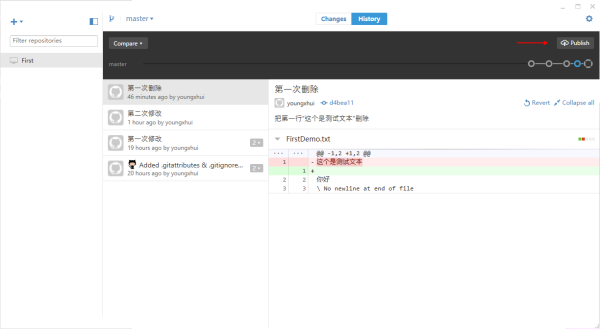 master
Changes
History
Filter repositories
First
Compare
Publish
master
第一次删除
46 minutes ago by youngshui
第二次修改
1 hour ago by youngshui
第一次修改
19 hours ago by youngshui
2
Added .gitattributes & .gitignore...
20 hours ago by youngshui
2
第一次删除
youngshui
d4bea11
Revert
Collapse all
把第一行"这个是测试文本"删除
FirstDemo.txt
... ... @@ -1,2 +1,2 @@
1 - 这个是测试文本
1 +
2 2 你好
3 3 \ No newline at end of file